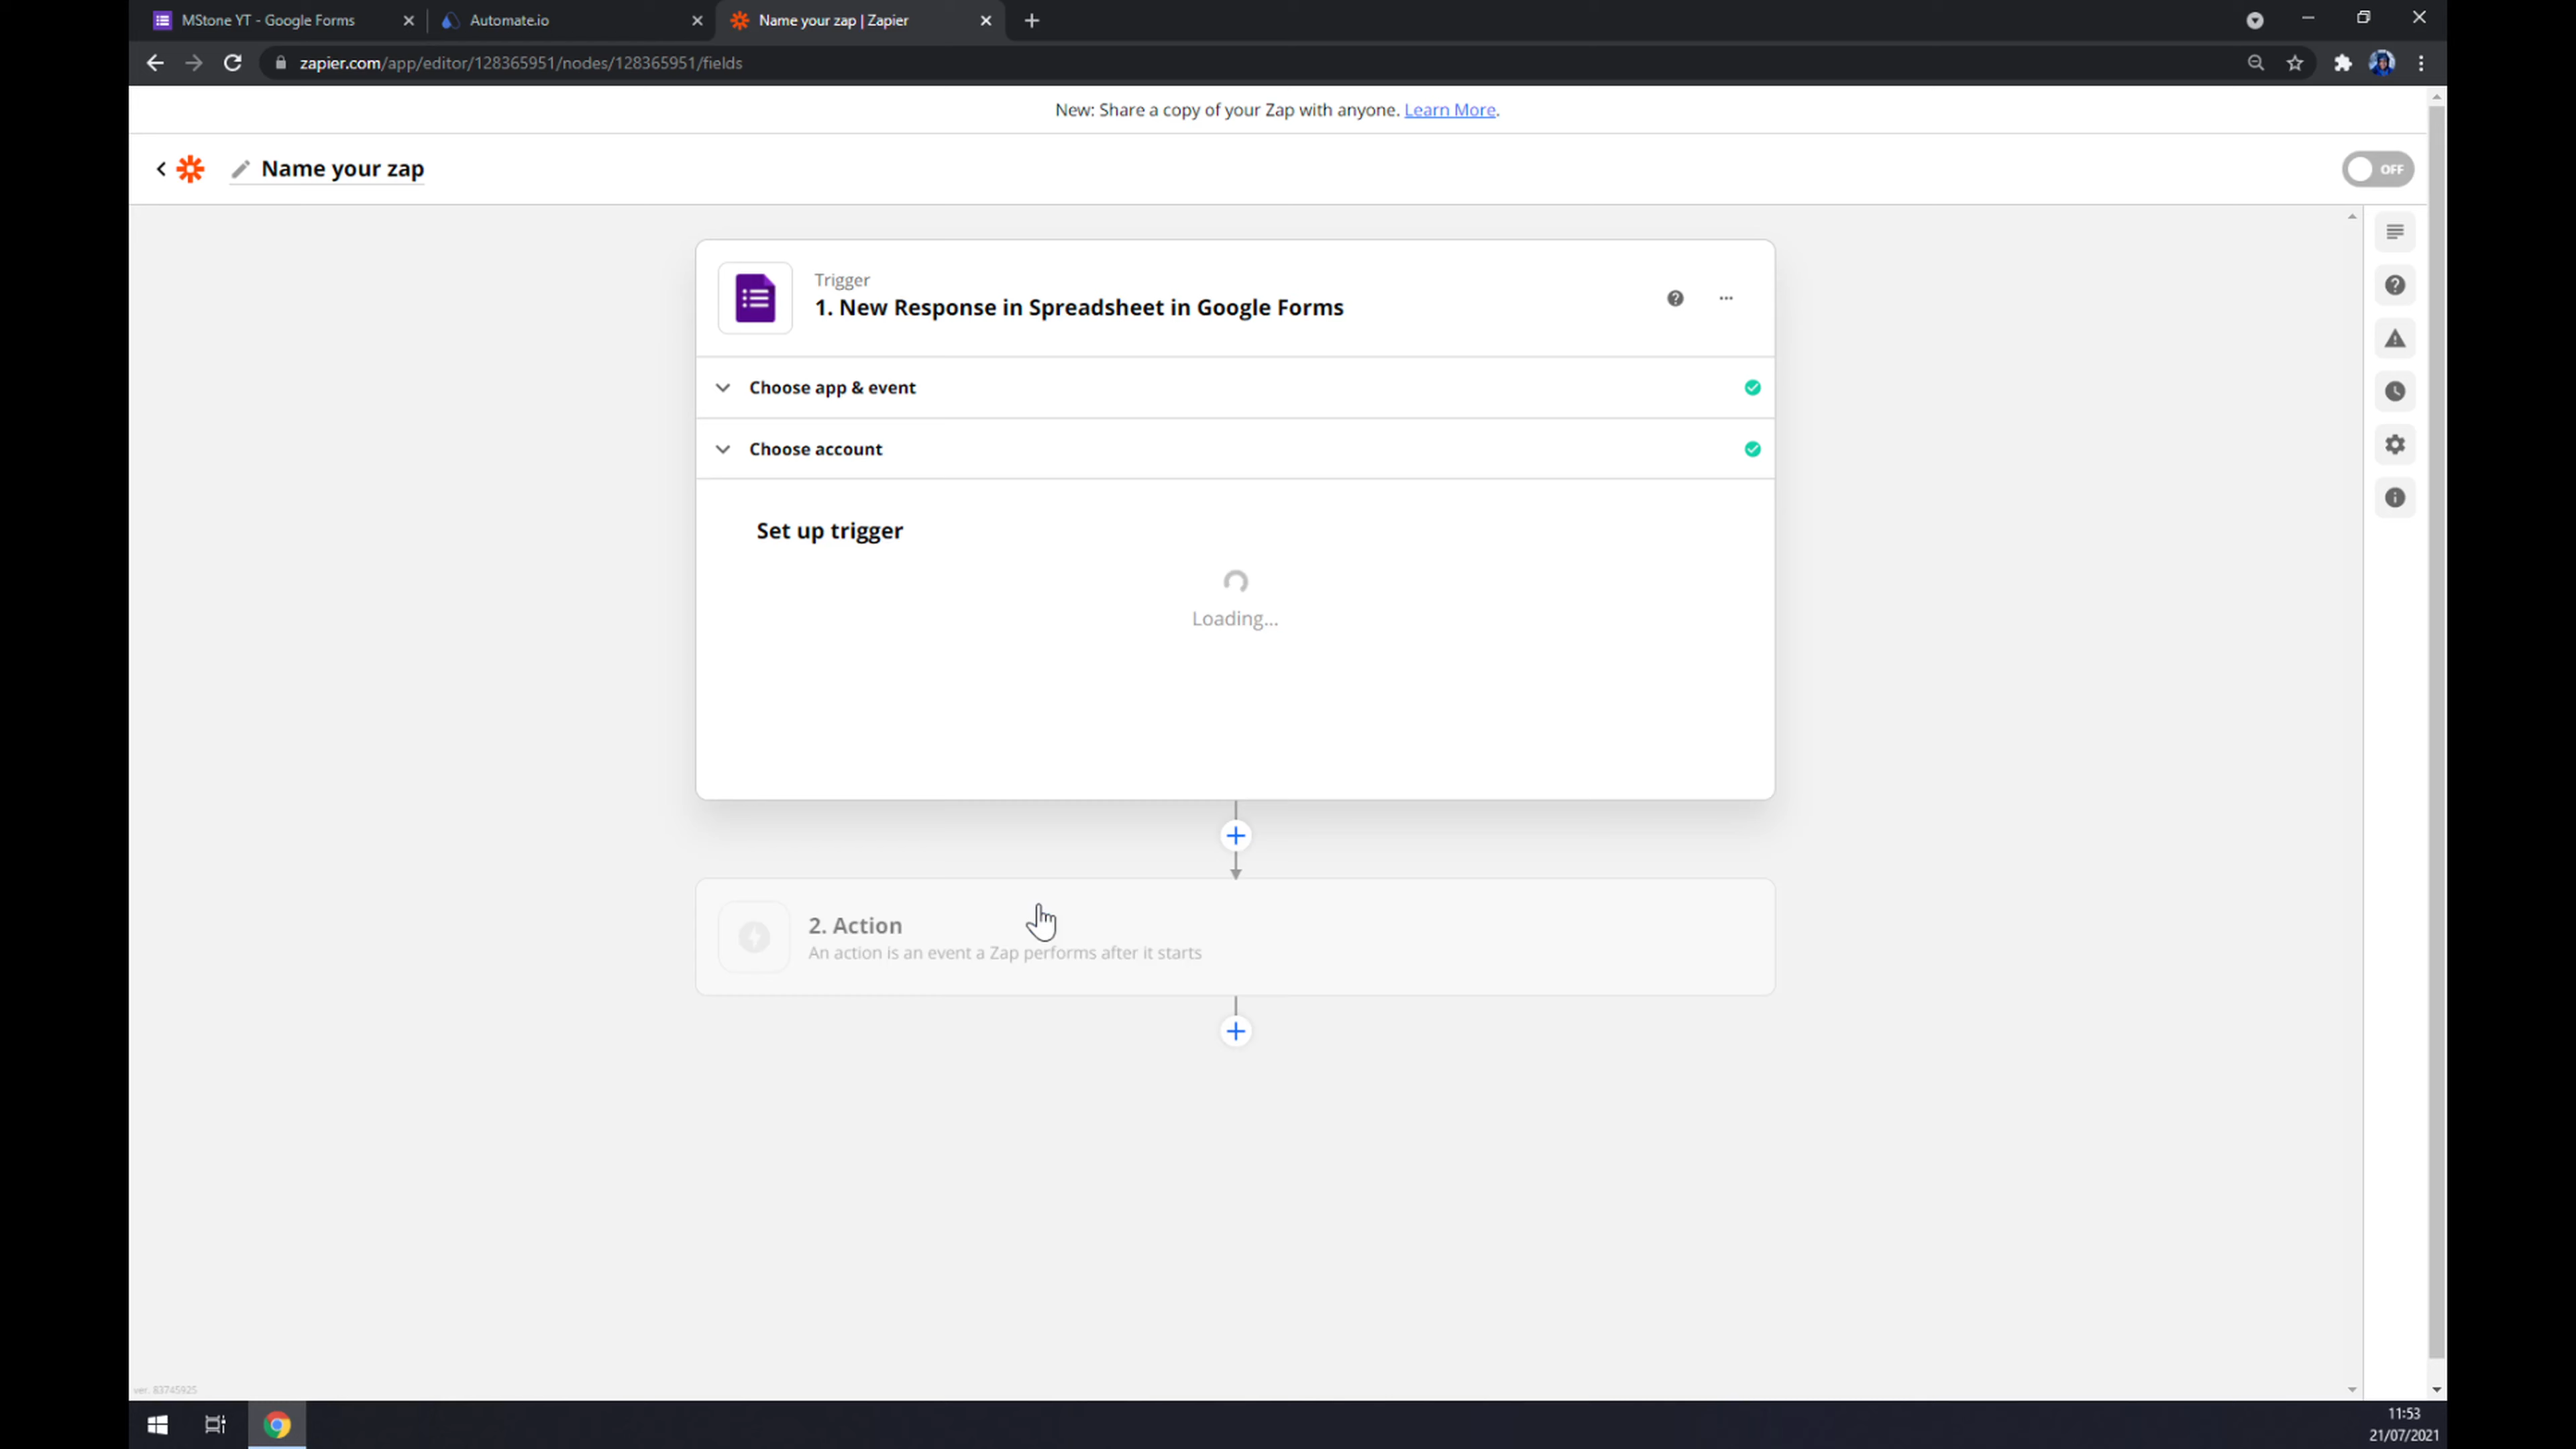 MStone YT - Google Forms
Automate.io
Name your zap | Zapier
zapier.com/app/editor/128365951/nodes/128365951/fields
New: Share a copy of your Zap with anyone. Learn More.
Name your zap
OFF
Trigger
1. New Response in Spreadsheet in Google Forms
Choose app & event
Choose account
Set up trigger
Loading...
2. Action
An action is an event a Zap performs after it starts
ver. 83745925
11:53
21/07/2021